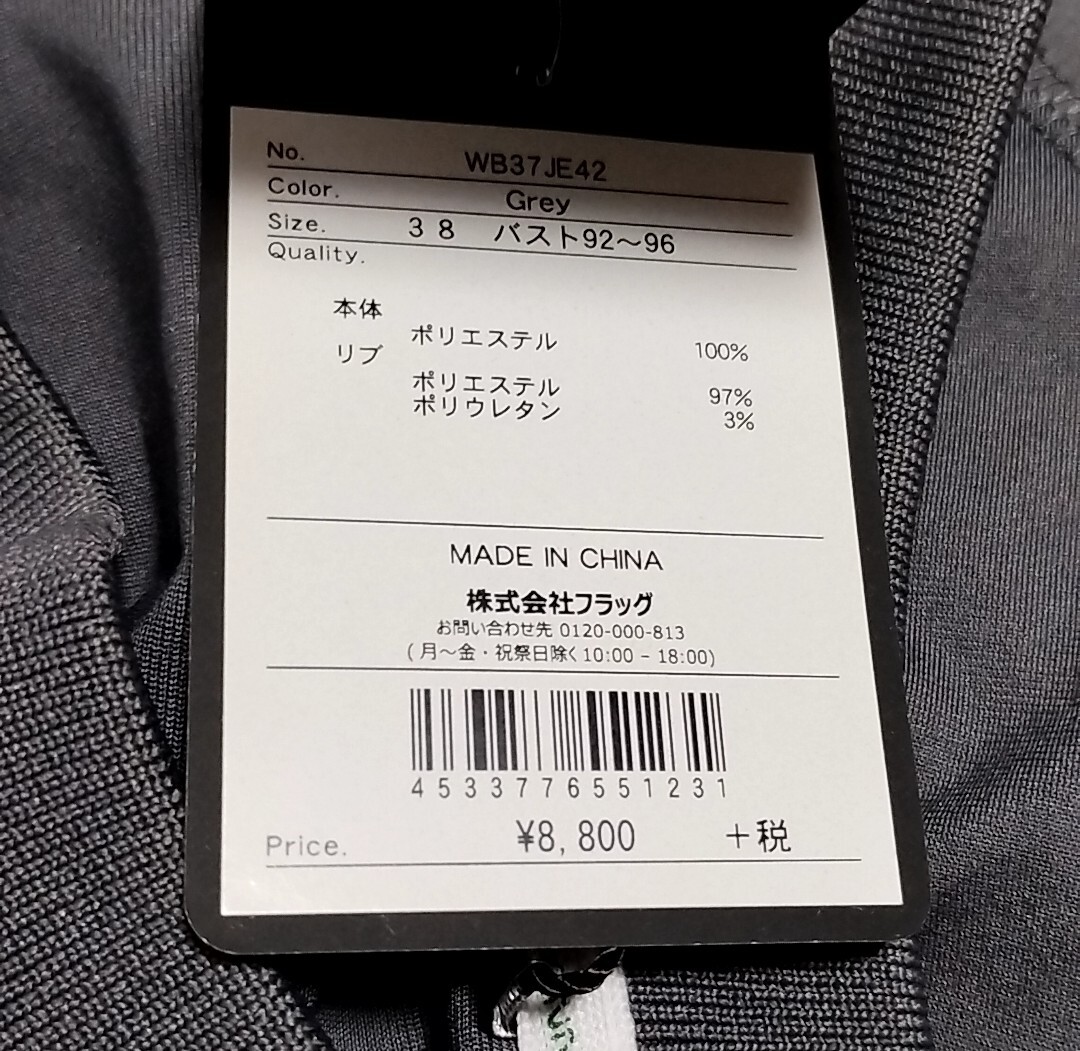 No. WB37JE42
Color. Grey
Size. 38 バスト92～96
Quality.
本体
ポリエステル 100%
リブ
ポリエステル 97%
ポリウレタン 3%
MADE IN CHINA
株式会社フラッグ
お問い合わせ先 0120-000-813
(月～金・祝祭日除く10:00 - 18:00)
4533776551231
Price. ¥8,800 +税